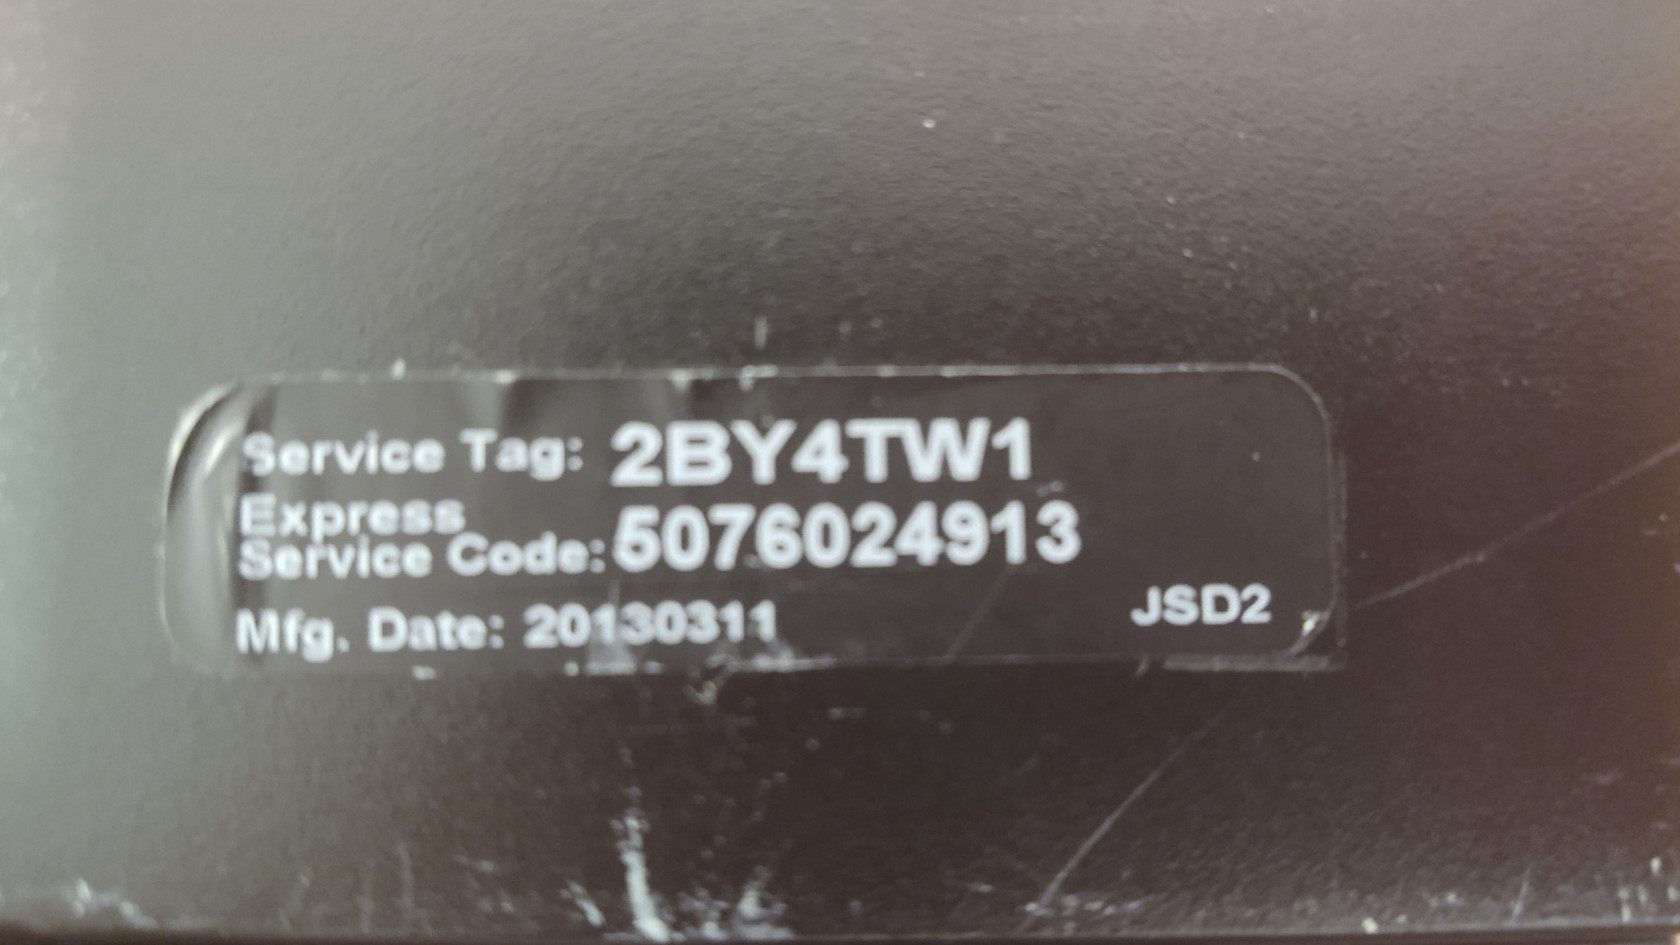 Service Tag: 2BY4TW1
Express
Service Code: 5076024913
Mfg. Date: 20130311
JSD2